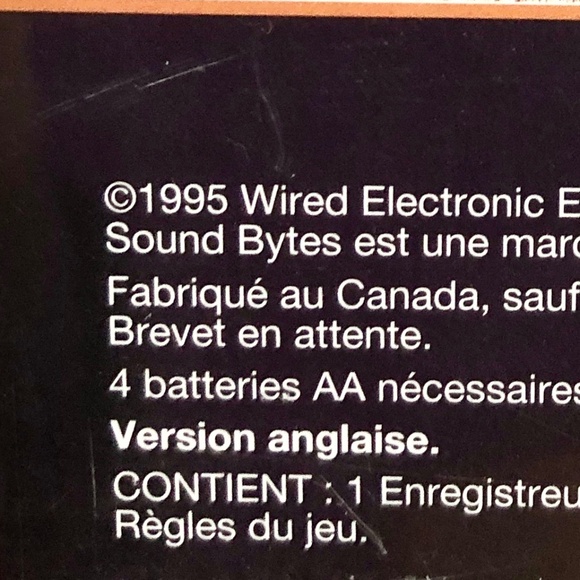 ©1995 Wired Electronic E
Sound Bytes est une marc
Fabriqué au Canada, sauf
Brevet en attente.
4 batteries AA nécessaires
Version anglaise.
CONTIENT : 1 Enregistreu
Règles du jeu.